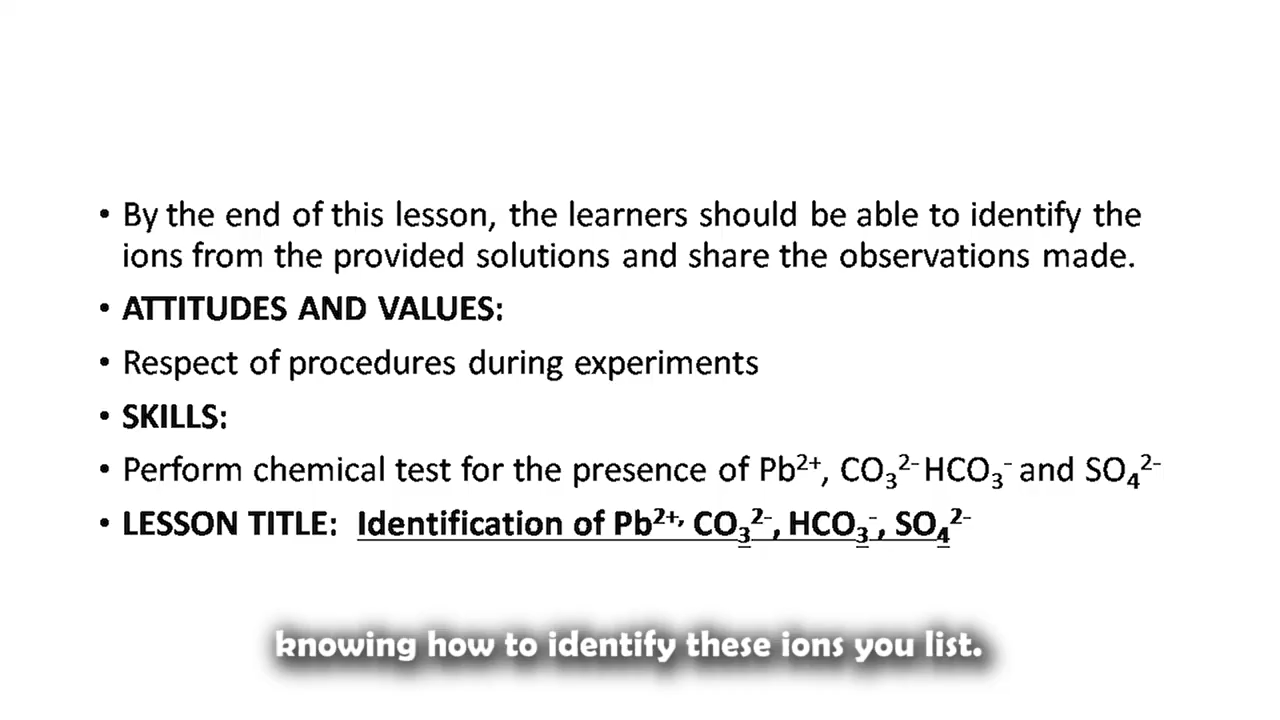 • By the end of this lesson, the learners should be able to identify the
ions from the provided solutions and share the observations made.
• ATTITUDES AND VALUES:
• Respect of procedures during experiments
• SKILLS:
• Perform chemical test for the presence of Pb²⁺, CO₃²⁻ HCO₃⁻ and SO₄²⁻
• LESSON TITLE: Identification of Pb²⁺, CO₃²⁻, HCO₃⁻, SO₄²⁻
knowing how to identify these ions you list.